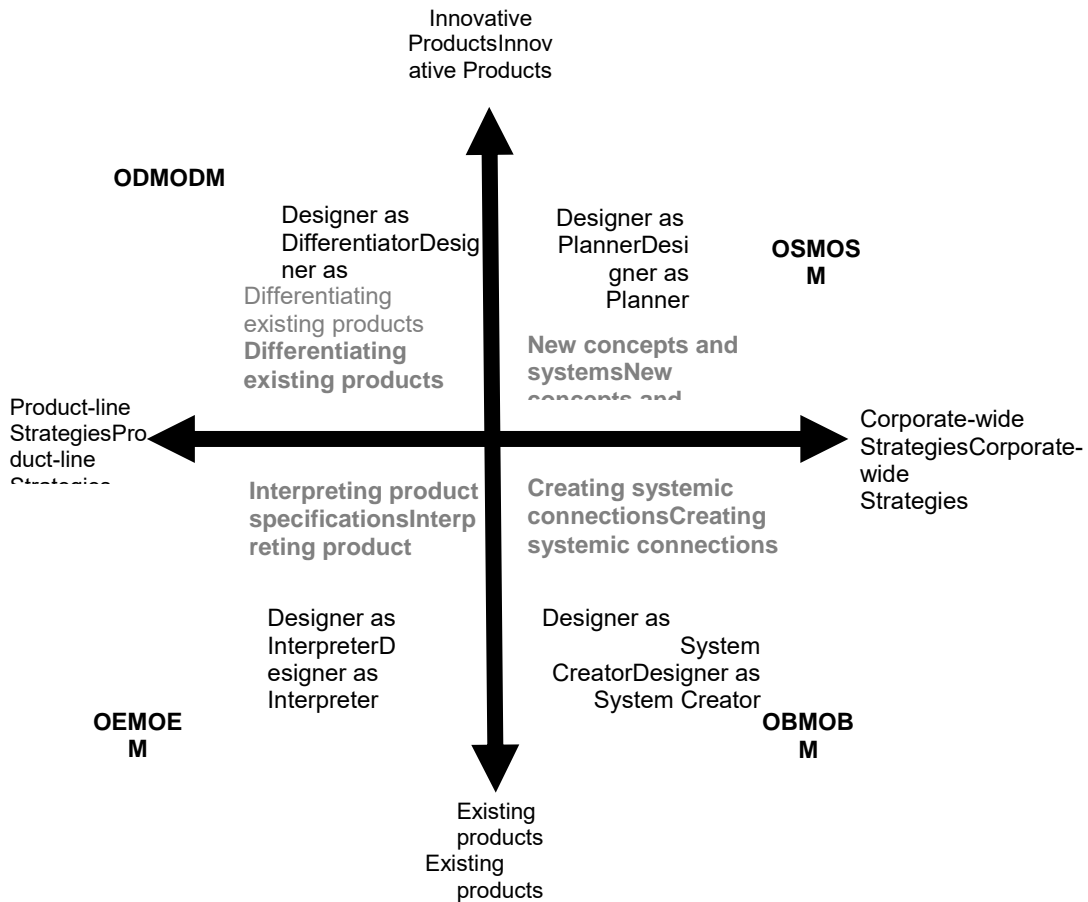 Innovative
ProductsInnov
ative Products
ODMODM
Designer as
DifferentiatorDesig
ner as
Differentiating
existing products
Differentiating
existing products
Designer as
PlannerDesi
gner as
Planner
OSMOS
M
New concepts and
systemsNew
concepts and
Product-line
StrategiesPro
duct-line
Strategies
Corporate-wide
StrategiesCorporate-
wide
Strategies
Interpreting product
specificationsInterp
reting product
Creating systemic
connectionsCreating
systemic connections
Designer as
InterpreterD
esigner as
Interpreter
Designer as
System
CreatorDesigner as
System Creator
OEMOE
M
OBMOB
M
Existing
products
Existing
products